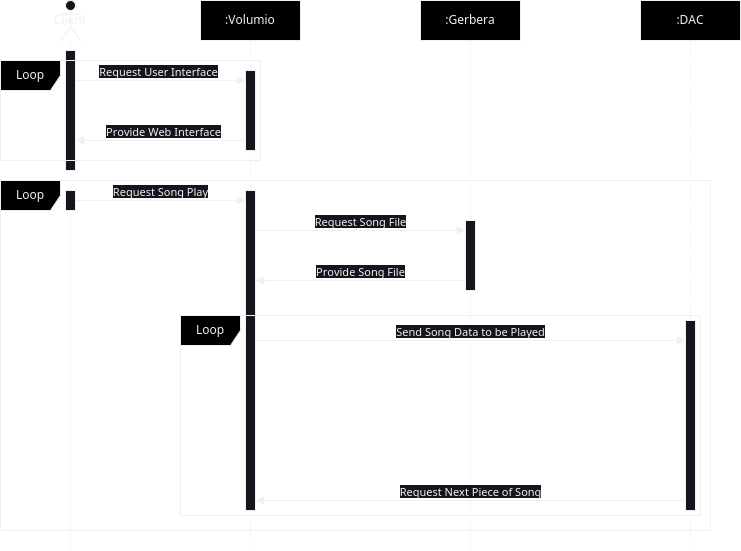 Client
:Volumio
:Gerbera
:DAC
Loop
Request User Interface
Provide Web Interface
Loop
Request Song Play
Request Song File
Provide Song File
Loop
Send Song Data to be Played
Request Next Piece of Song